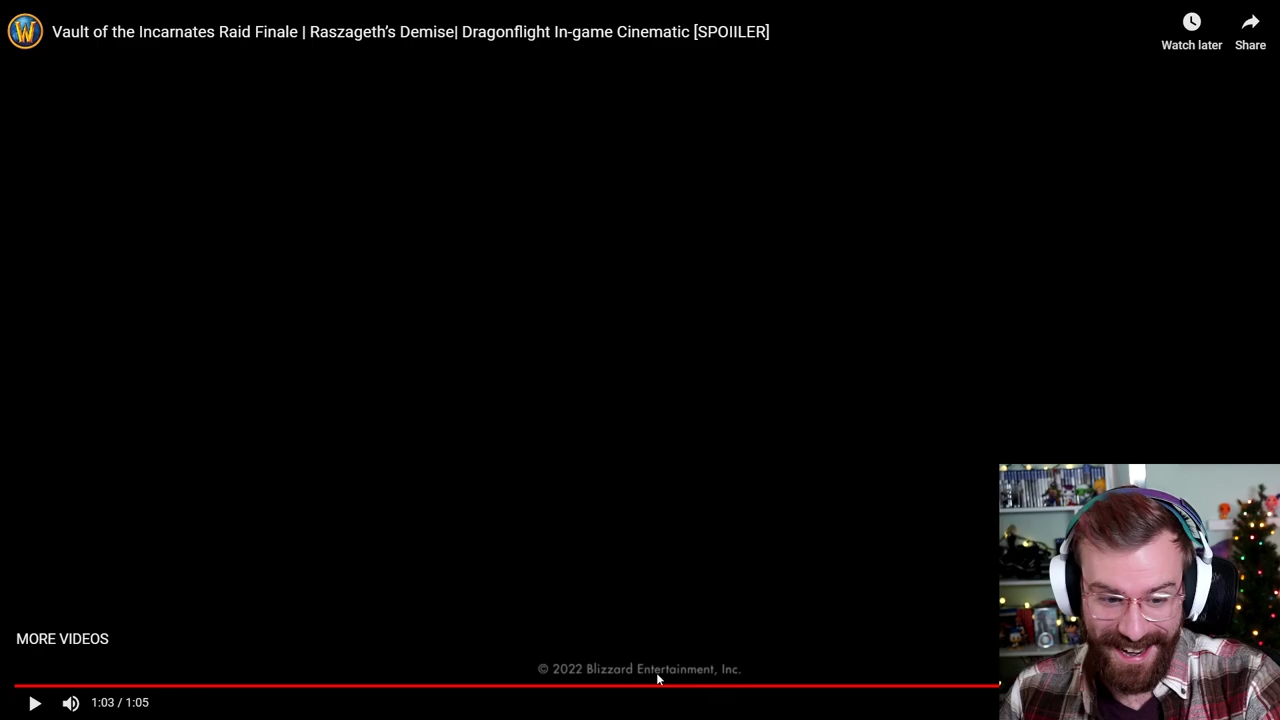 Vault of the Incarnates Raid Finale | Raszageth’s Demise| Dragonflight In-game Cinematic [SPOIILER]
Watch later
Share
MORE VIDEOS
© 2022 Blizzard Entertainment, Inc.
1:03 / 1:05